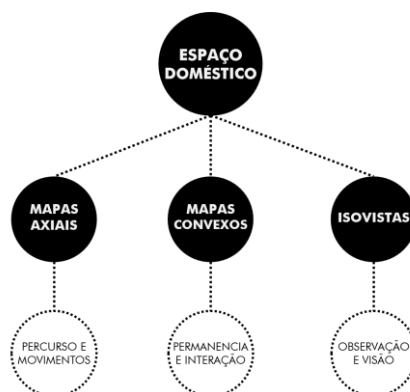 ESPAÇO
DOMÉSTICO
MAPAS
AXIAIS
MAPAS
CONVEXOS
ISOVISTAS
PERCURSO E
MOVIMENTOS
PERMANENCIA
E INTERAÇÃO
OBSERVAÇÃO
E VISÃO